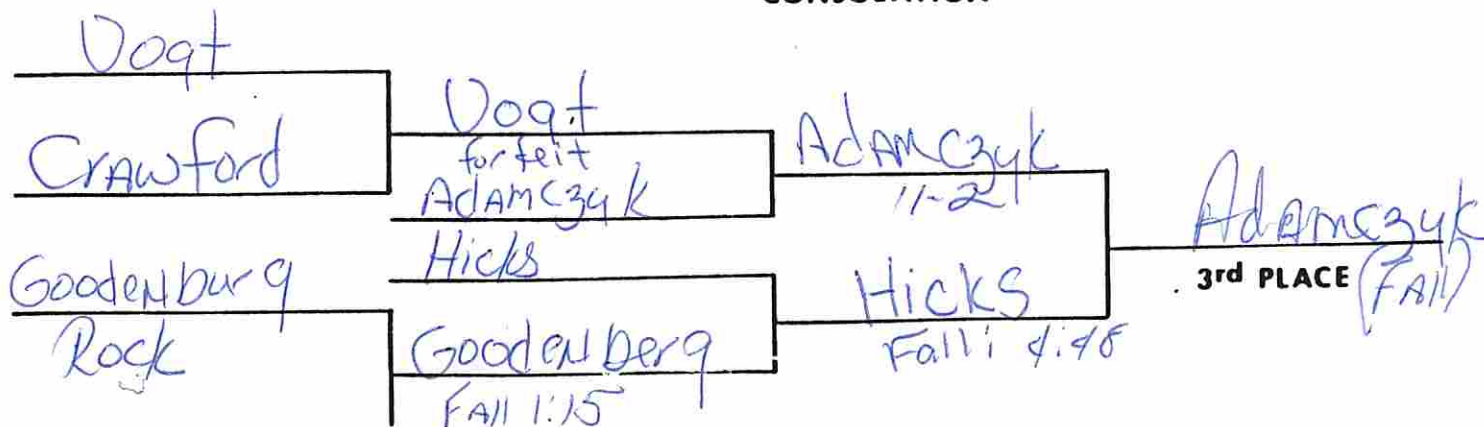 CONSOLATION
Vogt
Crawford
Goodenburg
Rock
Vogt
forfeit
Adamczyk
Hicks
Goodenberg
Fall 1:15
Adamczyk
11-2
Hicks
Fall: 4:48
Adamczyk
3rd PLACE (Fall)